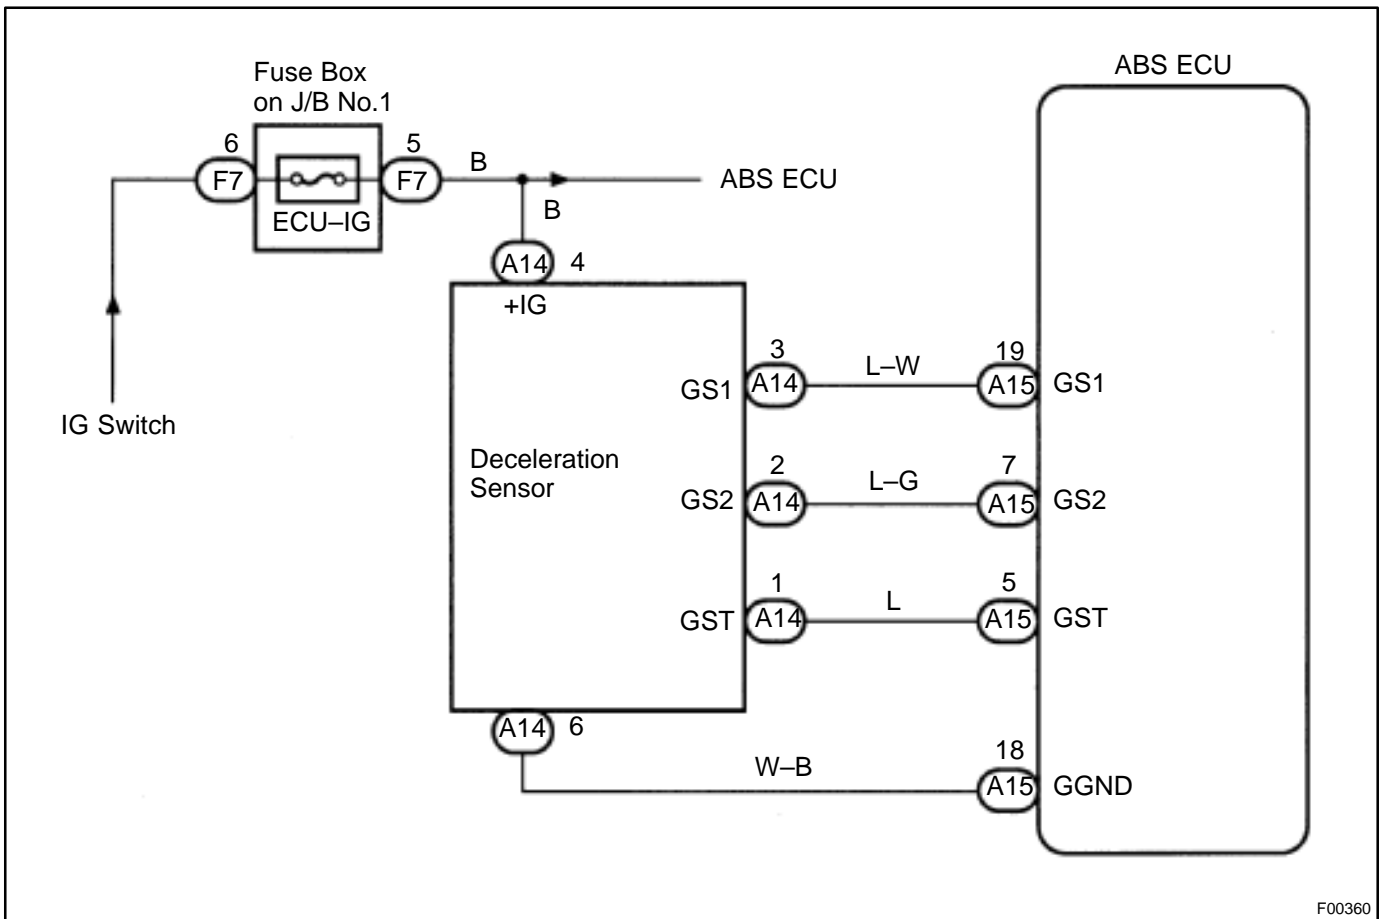 Fuse Box
on J/B No.1
ABS ECU
6
5
F7
F7
B
ABS ECU
ECU–IG
B
A14
4
+IG
IG Switch
3
19
GS1
A14
L–W
A15
GS1
Deceleration
Sensor
2
7
GS2
A14
L–G
A15
GS2
1
5
GST
A14
L
A15
GST
A14
6
W–B
18
A15
GGND
F00360